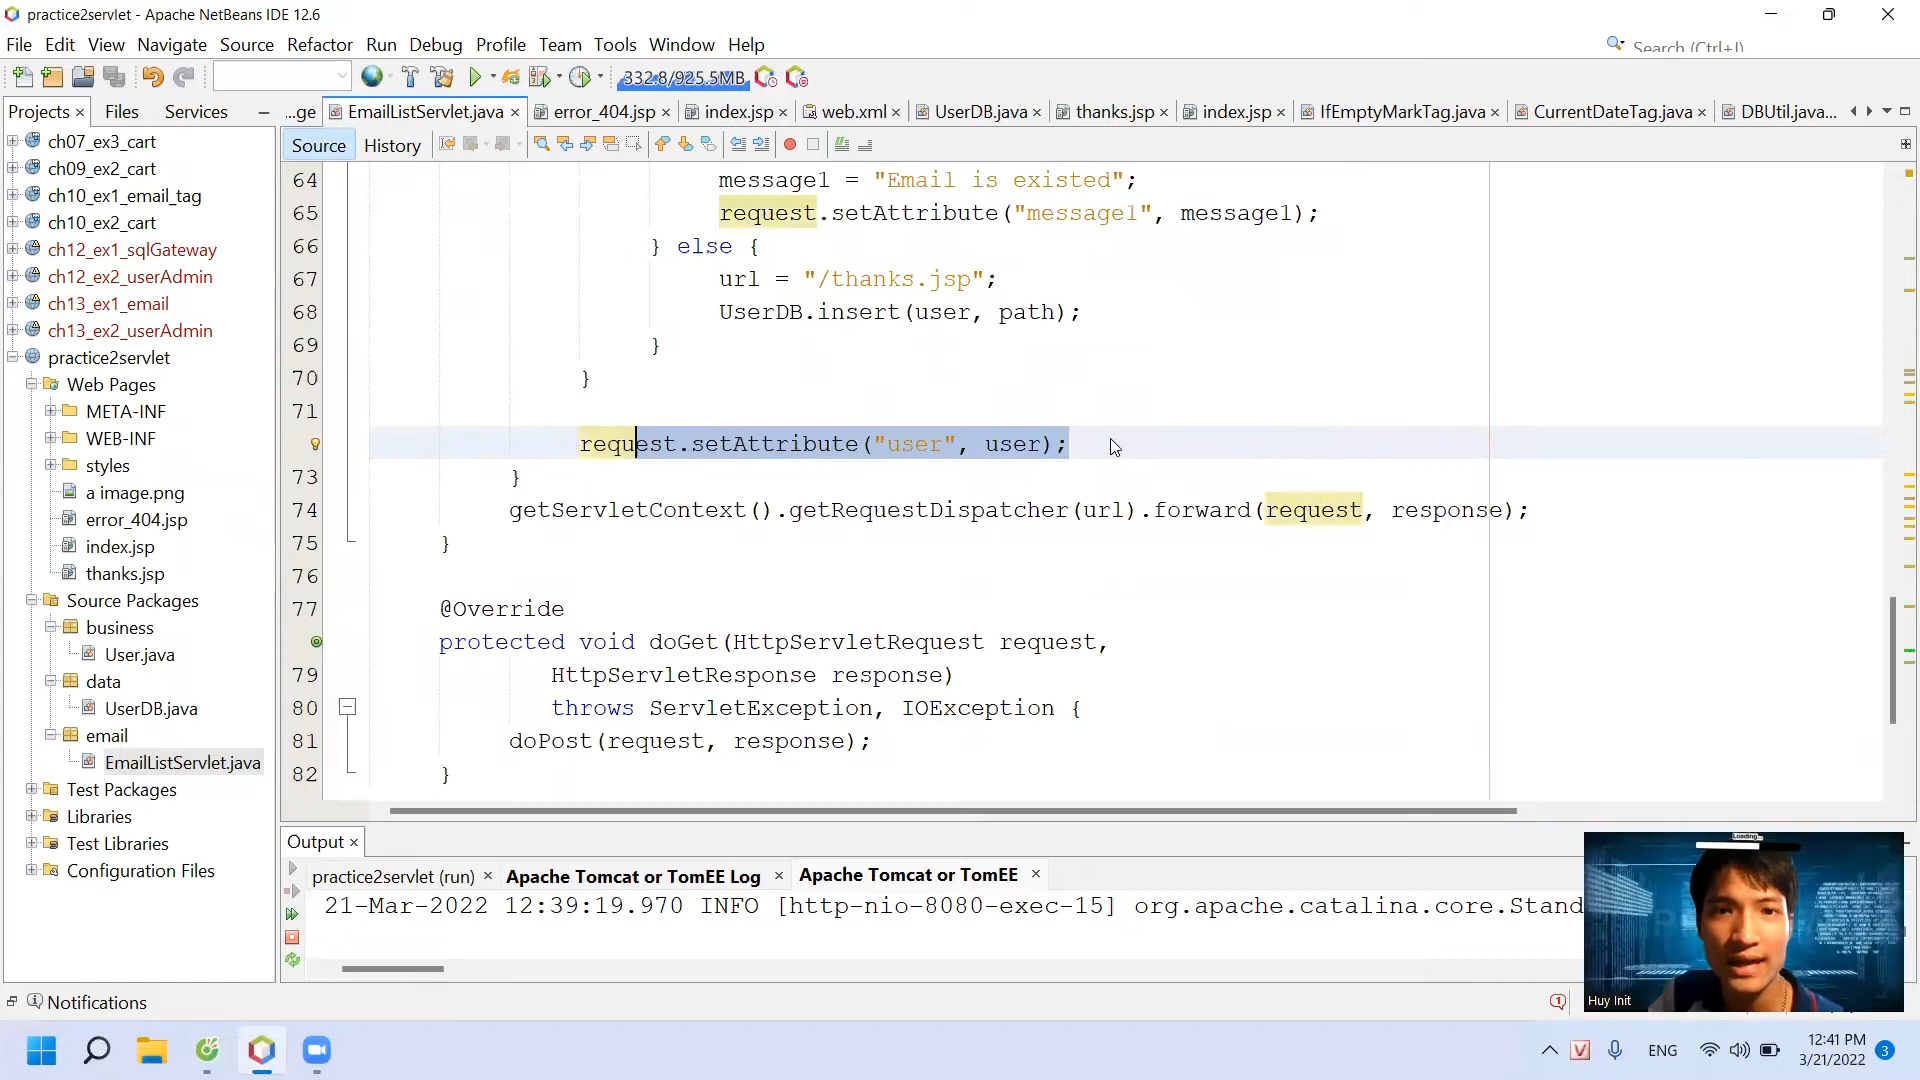 practice2servlet - Apache NetBeans IDE 12.6
File Edit View Navigate Source Refactor Run Debug Profile Team Tools Window Help
Search (Ctrl+I)
332.8/925.5MB
Projects Files Services
...ge EmailListServlet.java error_404.jsp index.jsp web.xml UserDB.java thanks.jsp index.jsp IfEmptyMarkTag.java CurrentDateTag.java DBUtil.java...
Source History
ch07_ex3_cart
ch09_ex2_cart
ch10_ex1_email_tag
ch10_ex2_cart
ch12_ex1_sqlGateway
ch12_ex2_userAdmin
ch13_ex1_email
ch13_ex2_userAdmin
practice2servlet
Web Pages
META-INF
WEB-INF
styles
a image.png
error_404.jsp
index.jsp
thanks.jsp
Source Packages
business
User.java
data
UserDB.java
email
EmailListServlet.java
Test Packages
Libraries
Test Libraries
Configuration Files
64 message1 = "Email is existed";
65 request.setAttribute("message1", message1);
66 } else {
67 url = "/thanks.jsp";
68 UserDB.insert(user, path);
69 }
70 }
71
request.setAttribute("user", user);
73 }
74 getServletContext().getRequestDispatcher(url).forward(request, response);
75 }
76
77 @Override
protected void doGet(HttpServletRequest request,
79 HttpServletResponse response)
80 throws ServletException, IOException {
81 doPost(request, response);
82 }
Output
practice2servlet (run) Apache Tomcat or TomEE Log Apache Tomcat or TomEE
21-Mar-2022 12:39:19.970 INFO [http-nio-8080-exec-15] org.apache.catalina.core.Stand
Loading...
Huy Init
Notifications
1
ENG
12:41 PM
3/21/2022
3